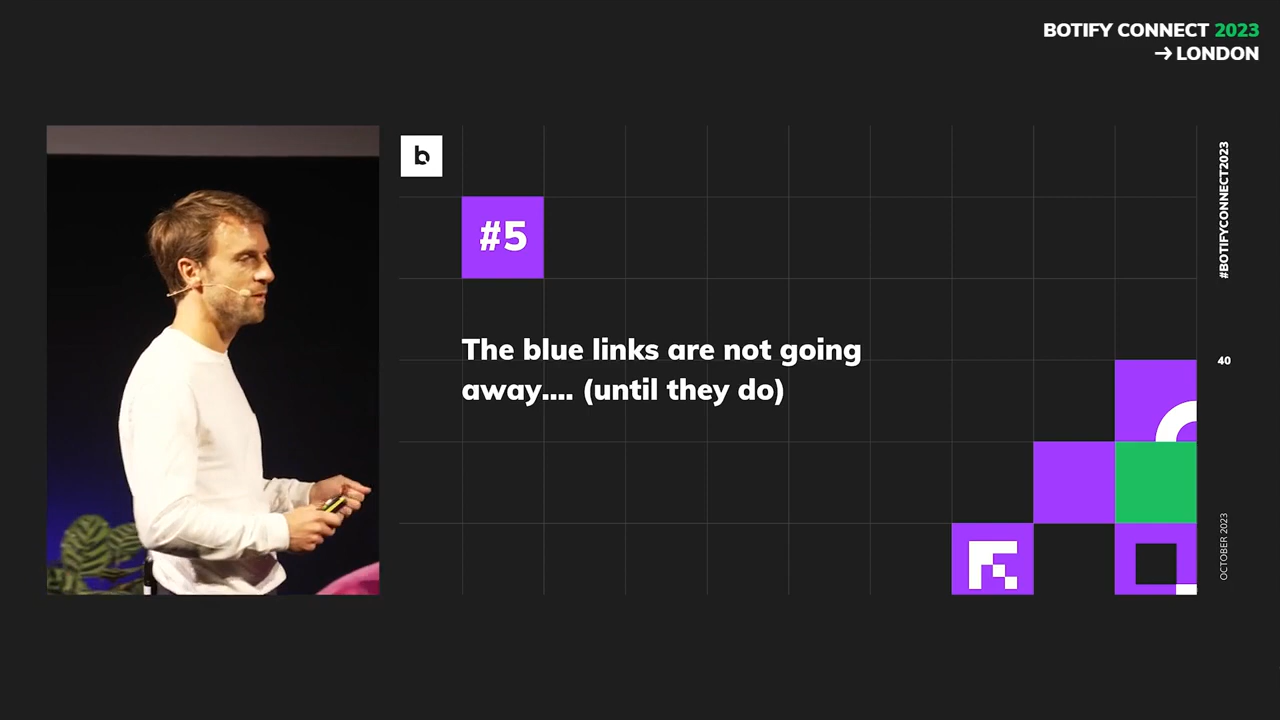 BOTIFY CONNECT 2023
→ LONDON
b
#5
The blue links are not going
away.... (until they do)
#BOTIFYCONNECT2023
40
OCTOBER 2023